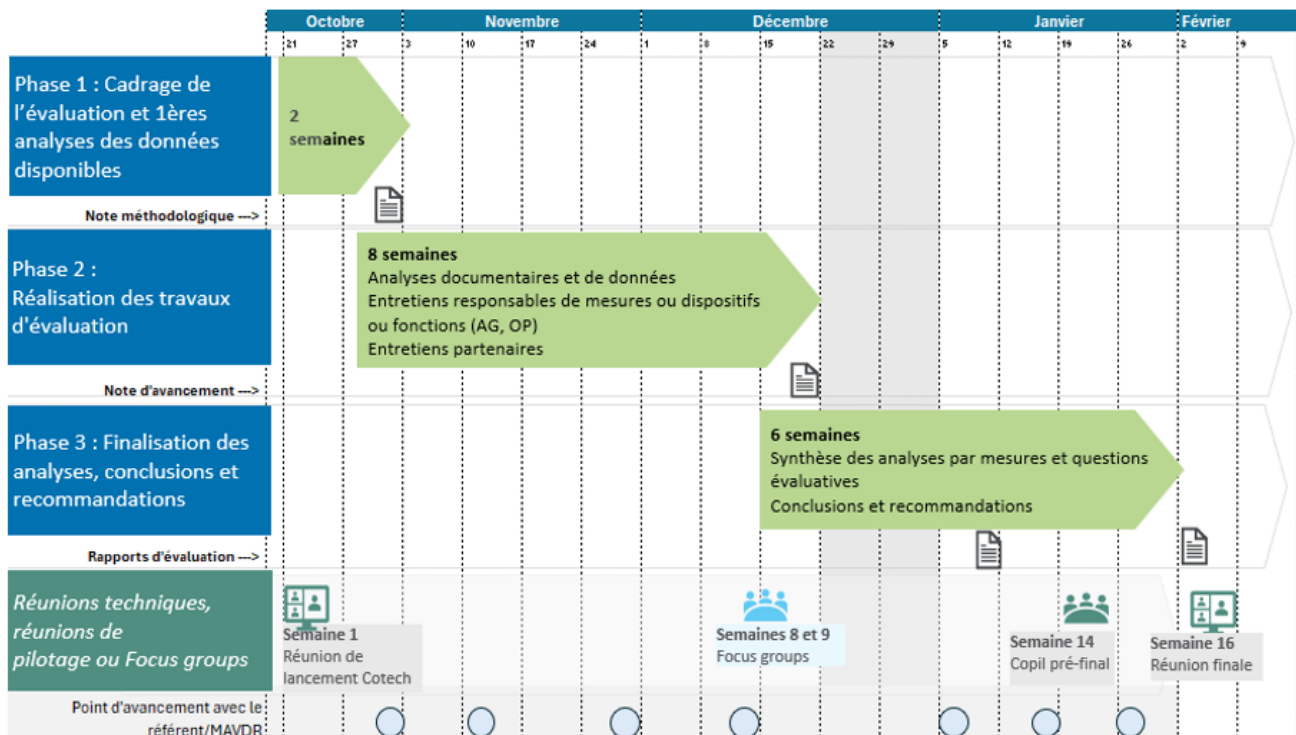 Octobre Novembre Décembre Janvier Février
21 27 3 10 17 24 1 8 15 22 29 5 12 19 26 2 9
Phase 1 : Cadrage de
l'évaluation et 1ères
analyses des données
disponibles
2
semaines
Note méthodologique --->
Phase 2 :
Réalisation des travaux
d'évaluation
8 semaines
Analyses documentaires et de données
Entretiens responsables de mesures ou dispositifs
ou fonctions (AG, OP)
Entretiens partenaires
Note d'avancement --->
Phase 3 : Finalisation des
analyses, conclusions et
recommandations
6 semaines
Synthèse des analyses par mesures et questions
évaluatives
Conclusions et recommandations
Rapports d'évaluation --->
Réunions techniques,
réunions de
pilotage ou Focus groups
Semaine 1
Réunion de
lancement Cotech
Semaines 8 et 9
Focus groups
Semaine 14
Copil pré-final
Semaine 16
Réunion finale
Point d'avancement avec le
référent/MAVDR